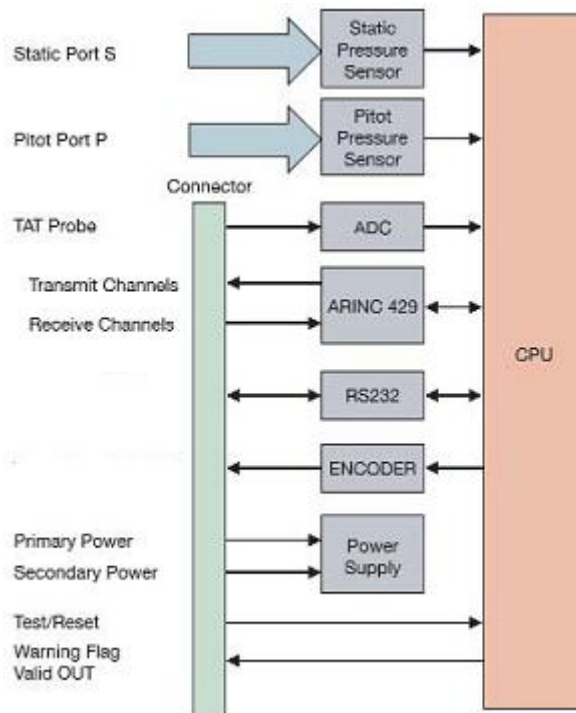 Static Port S
Static
Pressure
Sensor
Pitot Port P
Pitot
Pressure
Sensor
Connector
TAT Probe
ADC
Transmit Channels
ARINC 429
Receive Channels
CPU
RS232
ENCODER
Primary Power
Power
Supply
Secondary Power
Test/Reset
Warning Flag
Valid OUT